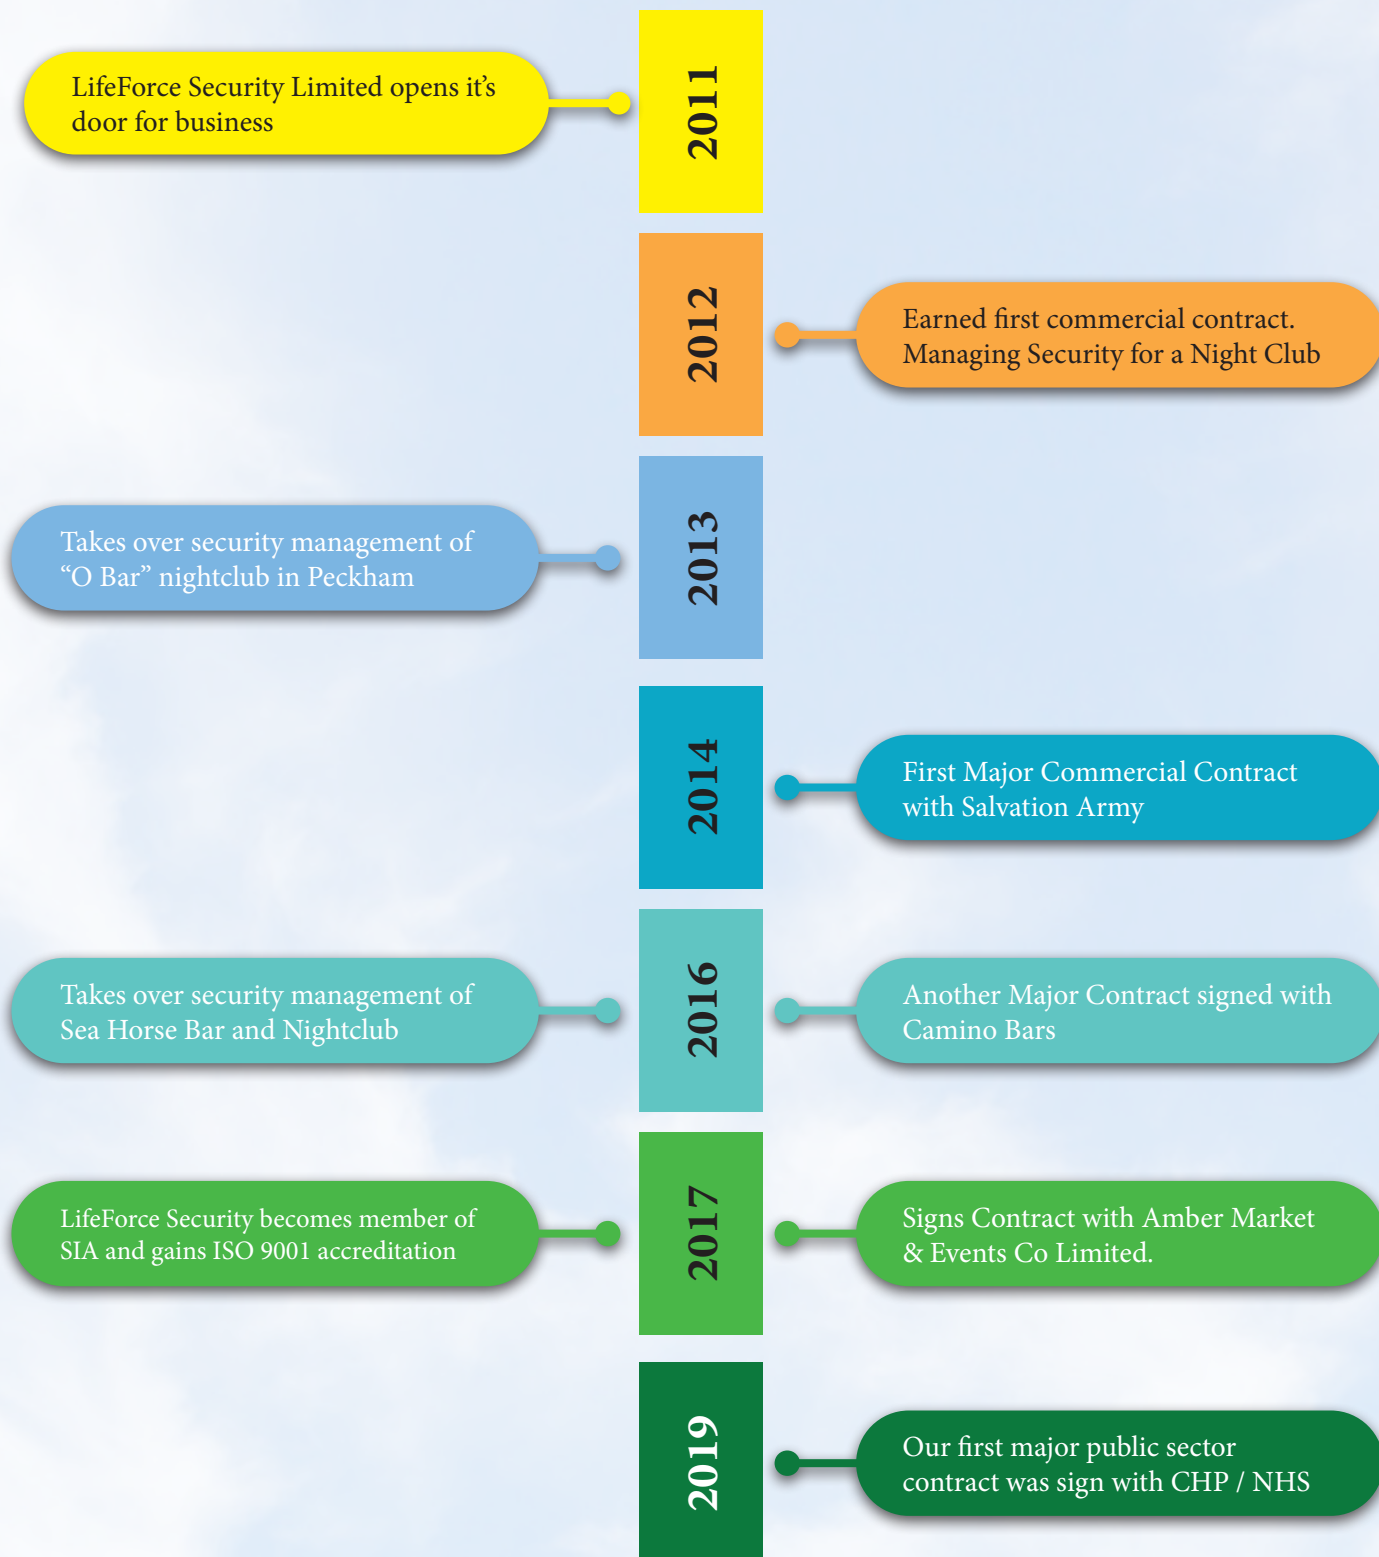 2011
LifeForce Security Limited opens it’s
door for business
2012
Earned first commercial contract.
Managing Security for a Night Club
2013
Takes over security management of
“O Bar” nightclub in Peckham
2014
First Major Commercial Contract
with Salvation Army
2016
Takes over security management of
Sea Horse Bar and Nightclub
Another Major Contract signed with
Camino Bars
2017
LifeForce Security becomes member of
SIA and gains ISO 9001 accreditation
Signs Contract with Amber Market
& Events Co Limited.
2019
Our first major public sector
contract was sign with CHP / NHS